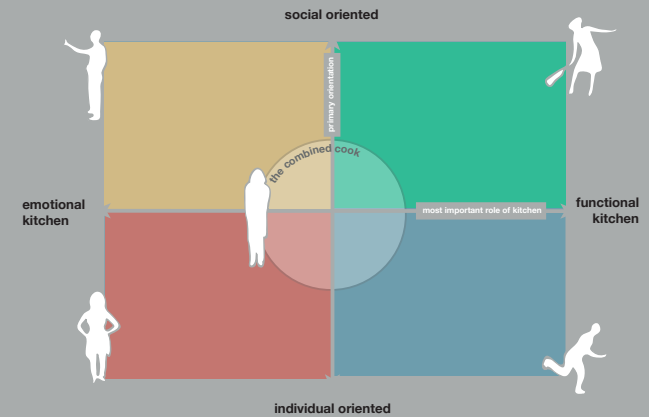 social oriented
primary orientation
the combined cook
emotional
kitchen
most important role of kitchen
functional
kitchen
individual oriented